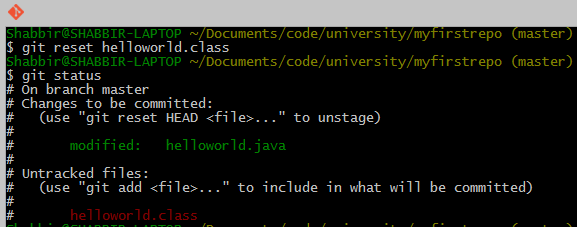 Shabbir@SHABBIR-LAPTOP ~/Documents/code/university/myfirstrepo (master)
$ git reset helloworld.class
Shabbir@SHABBIR-LAPTOP ~/Documents/code/university/myfirstrepo (master)
$ git status
# On branch master
# Changes to be committed:
#   (use "git reset HEAD <file>..." to unstage)
#
#       modified:   helloworld.java
#
# Untracked files:
#   (use "git add <file>..." to include in what will be committed)
#
#       helloworld.class
Shabbir@SHABBIR-LAPTOP ~/Documents/code/university/myfirstrepo (master)